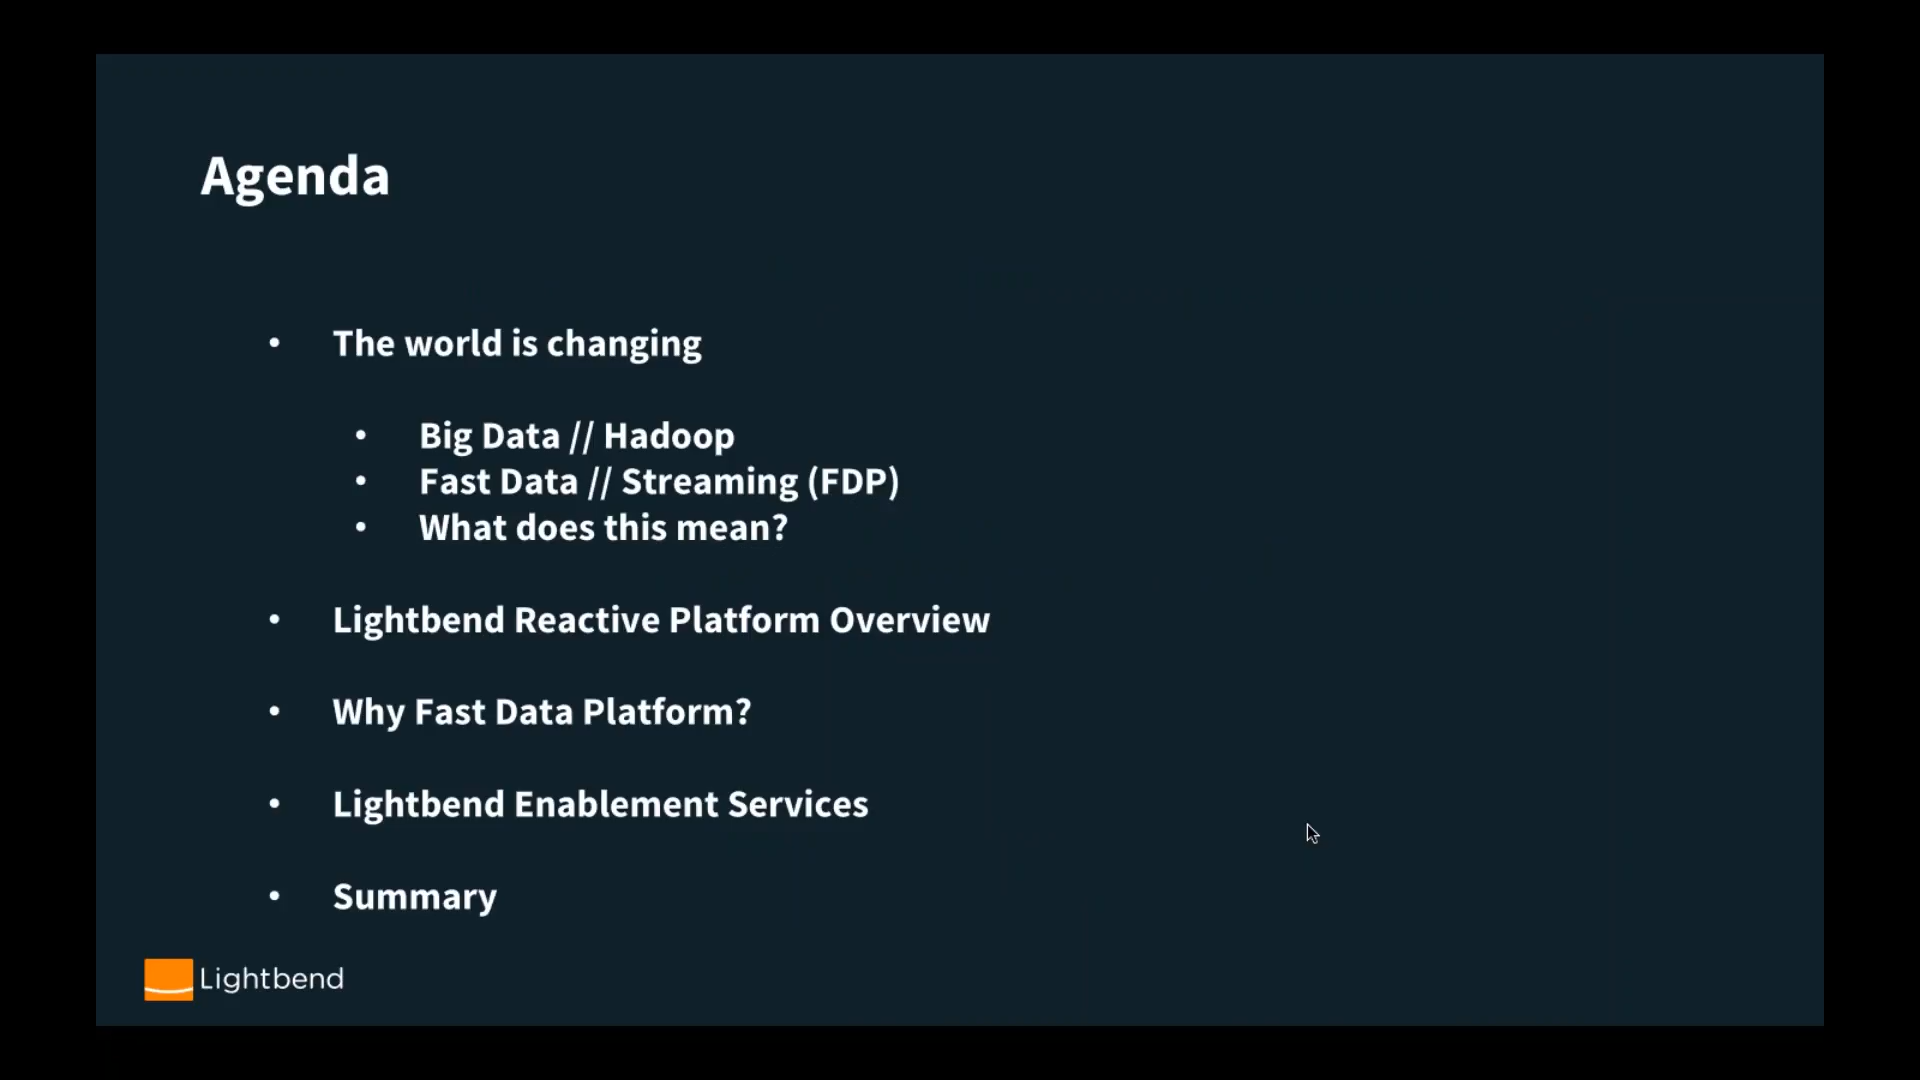 Agenda
• The world is changing
• Big Data // Hadoop
• Fast Data // Streaming (FDP)
• What does this mean?
• Lightbend Reactive Platform Overview
• Why Fast Data Platform?
• Lightbend Enablement Services
• Summary
Lightbend